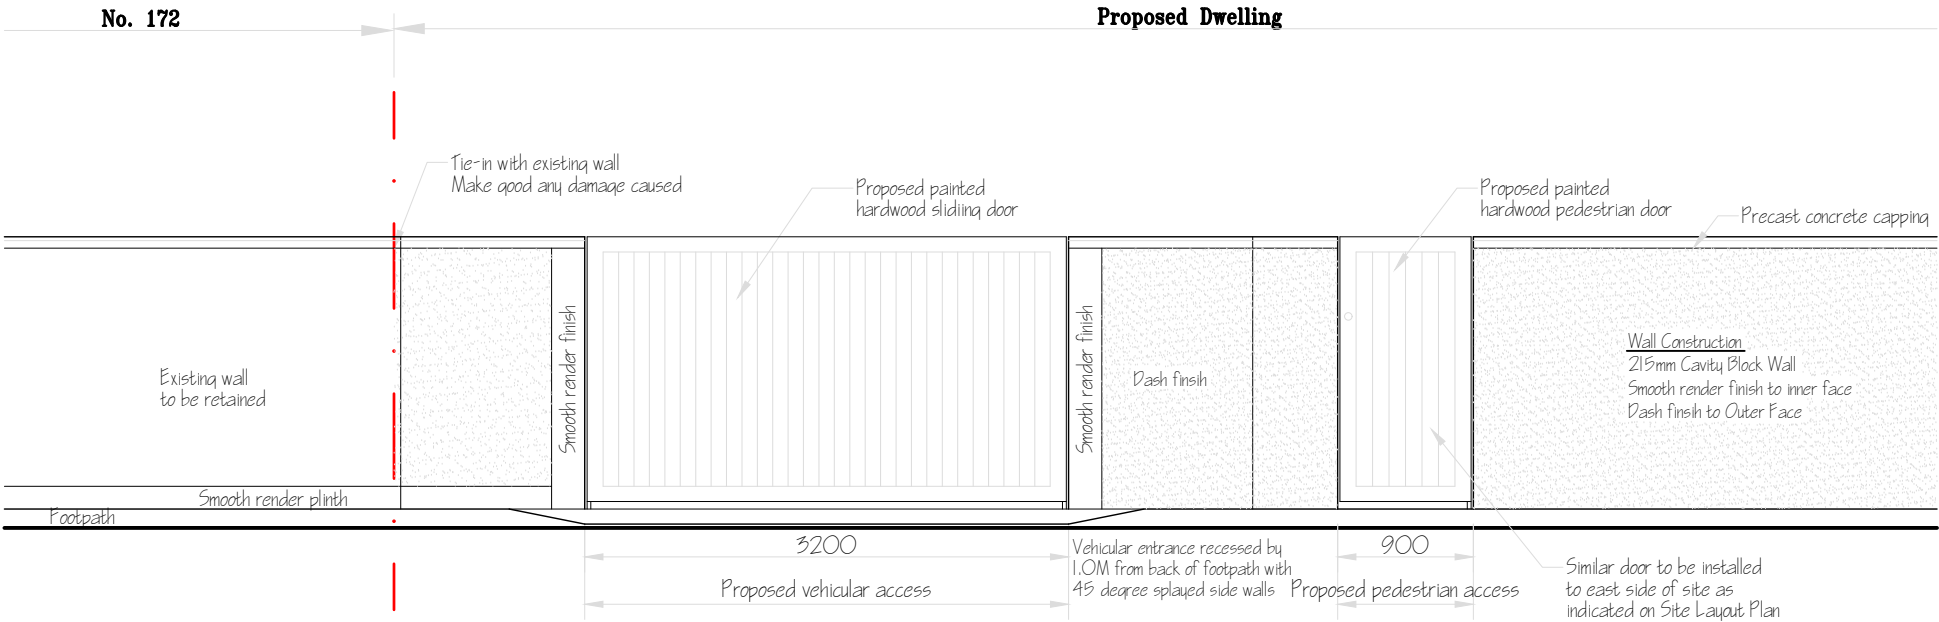 No. 172
Proposed Dwelling
Tie-in with existing wall
Make good any damage caused
Proposed painted
hardwood slidiing door
Proposed painted
hardwood pedestrian door
Precast concrete capping
Existing wall
to be retained
Smooth render finish
Smooth render finish
Dash finsih
Wall Construction
215mm Cavity Block Wall
Smooth render finish to inner face
Dash finsih to Outer Face
Smooth render plinth
Footpath
3200
Proposed vehicular access
Vehicular entrance recessed by
1.0M from back of footpath with
45 degree splayed side walls
900
Proposed pedestrian access
Similar door to be installed
to east side of site as
indicated on Site Layout Plan